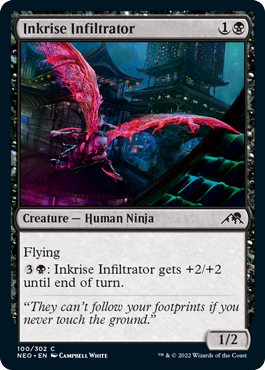 Inkrise Infiltrator 1
Creature — Human Ninja
Flying
3: Inkrise Infiltrator gets +2/+2
until end of turn.
"They can't follow your footprints if you
never touch the ground."
1/2
100/302 C
NEO • EN Campbell White
™ & © 2022 Wizards of the Coast